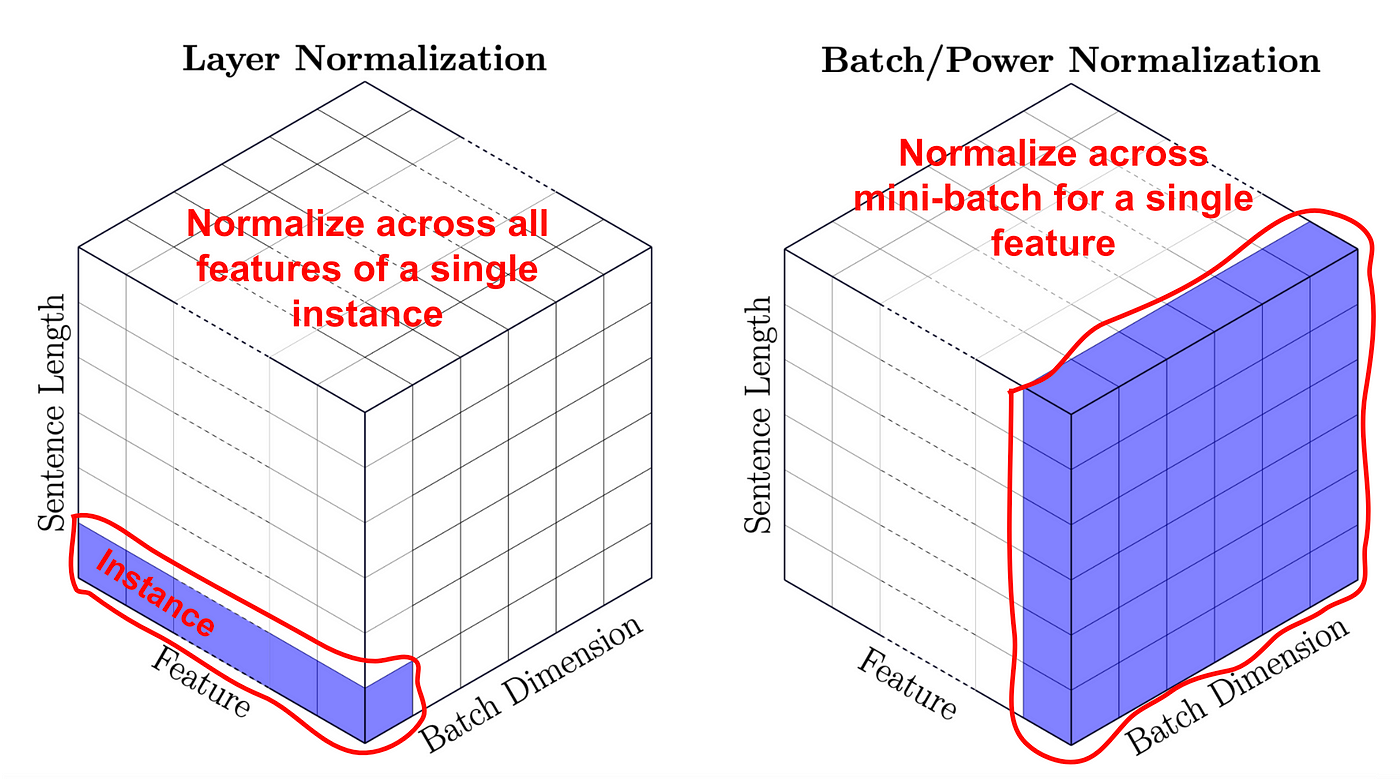 Layer Normalization
Normalize across all
features of a single
instance
Sentence Length
Instance
Feature
Batch Dimension
Batch/Power Normalization
Normalize across
mini-batch for a single
feature
Sentence Length
Feature
Batch Dimension